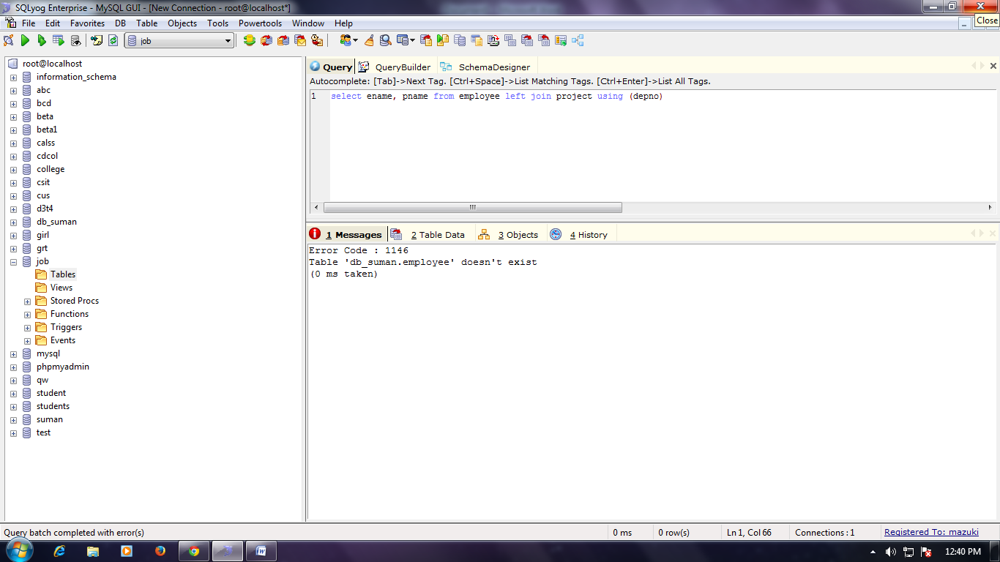 SQLyog Enterprise - MySQL GUI - [New Connection - root@localhost*]
Close
File Edit Favorites DB Table Objects Tools Powertools Window Help
job
root@localhost
information_schema
abc
bcd
beta
beta1
calss
cdcol
college
csit
cus
d3t4
db_suman
girl
grt
job
Tables
Views
Stored Procs
Functions
Triggers
Events
mysql
phpmyadmin
qw
student
students
suman
test
Query QueryBuilder SchemaDesigner
Autocomplete: [Tab]->Next Tag. [Ctrl+Space]->List Matching Tags. [Ctrl+Enter]->List All Tags.
1 select ename, pname from employee left join project using (depno)
1 Messages 2 Table Data 3 Objects 4 History
Error Code : 1146
Table 'db_suman.employee' doesn't exist
(0 ms taken)
Query batch completed with error(s) 0 ms 0 row(s) Ln 1, Col 66 Connections : 1 Registered To: mazuki
12:40 PM